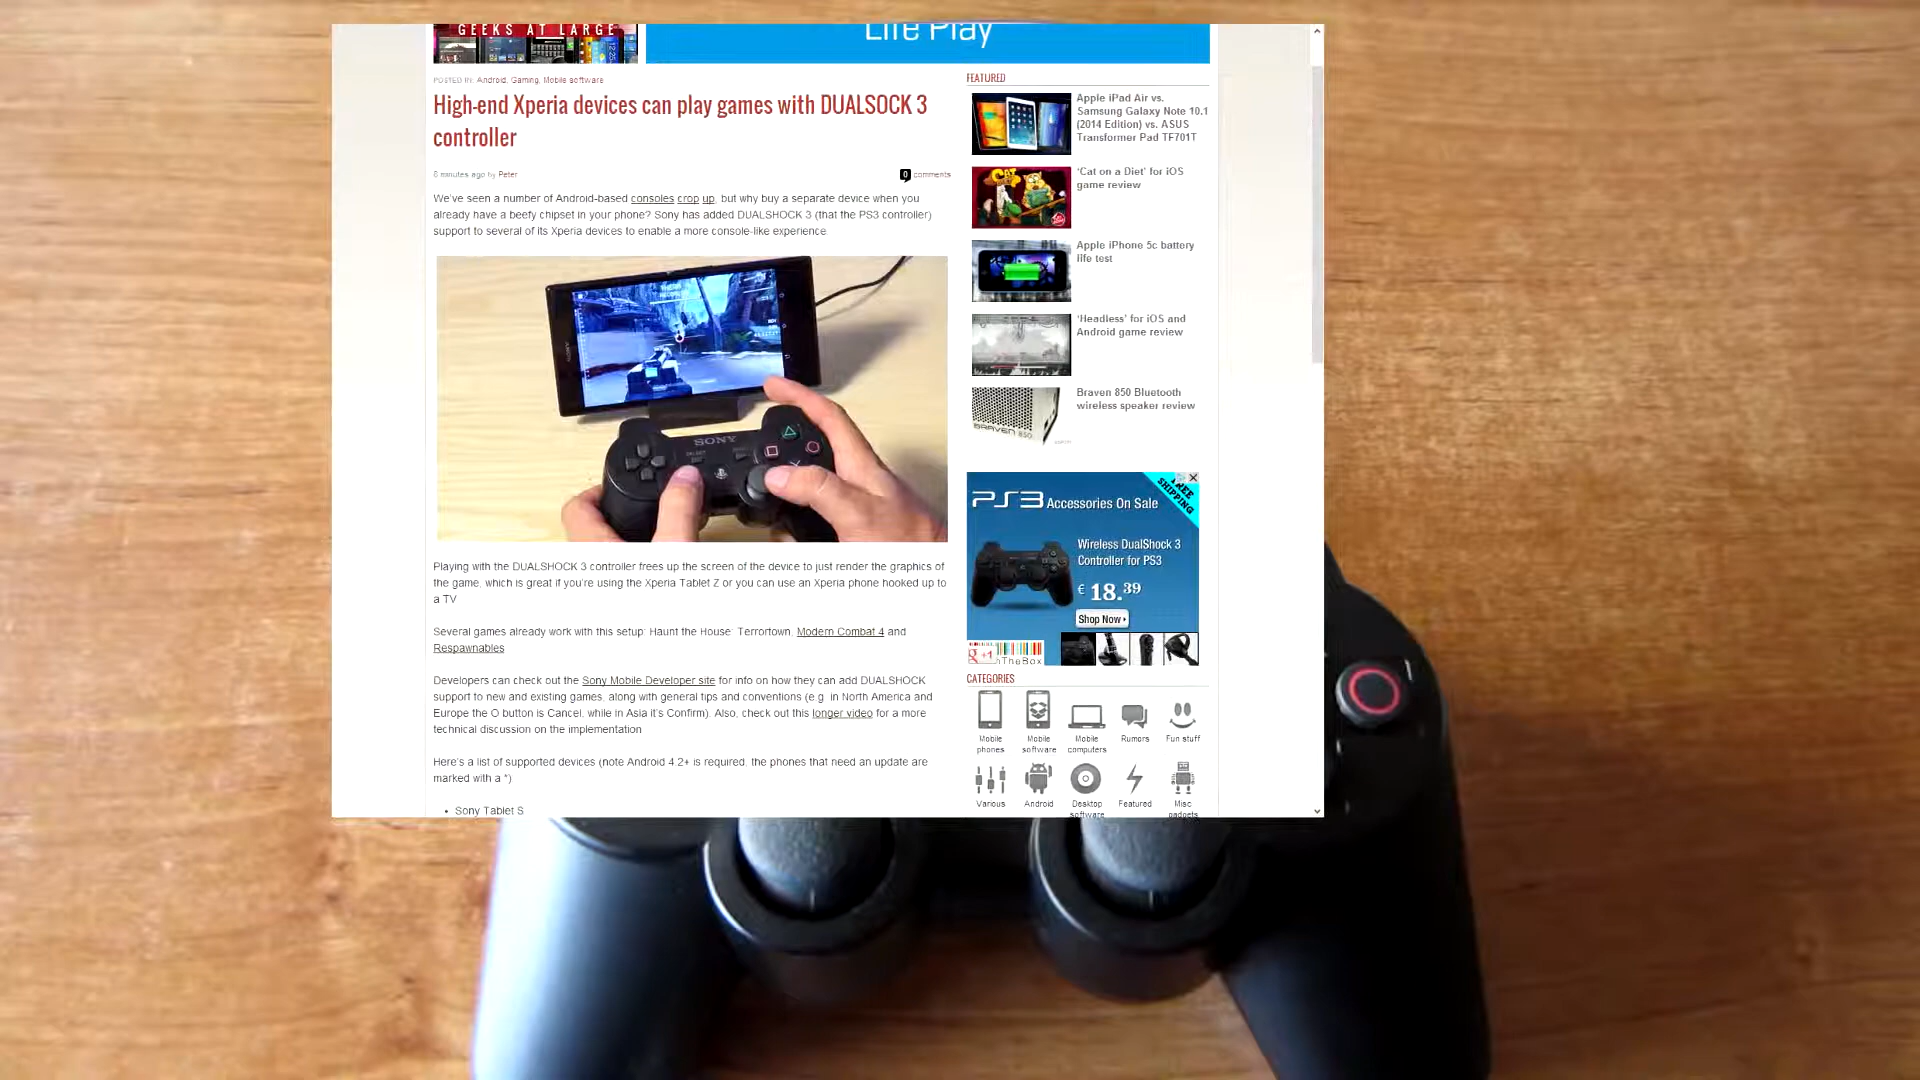 GEEKS AT LARGE
Life Play
POSTED IN: Android, Gaming, Mobile software
High-end Xperia devices can play games with DUALSOCK 3
controller
6 minutes ago by Peter
0 comments
We've seen a number of Android-based consoles crop up, but why buy a separate device when you
already have a beefy chipset in your phone? Sony has added DUALSHOCK 3 (that the PS3 controller)
support to several of its Xperia devices to enable a more console-like experience.
SONY
SONY
SELECT
Playing with the DUALSHOCK 3 controller frees up the screen of the device to just render the graphics of
the game, which is great if you're using the Xperia Tablet Z or you can use an Xperia phone hooked up to
a TV
Several games already work with this setup: Haunt the House: Terrortown, Modern Combat 4 and
Respawnables
Developers can check out the Sony Mobile Developer site for info on how they can add DUALSHOCK
support to new and existing games, along with general tips and conventions (e.g. in North America and
Europe the O button is Cancel, while in Asia it's Confirm). Also, check out this longer video for a more
technical discussion on the implementation
Here's a list of supported devices (note Android 4.2+ is required, the phones that need an update are
marked with a *)
• Sony Tablet S
FEATURED
Apple iPad Air vs.
Samsung Galaxy Note 10.1
(2014 Edition) vs. ASUS
Transformer Pad TF701T
'Cat on a Diet' for iOS
game review
Apple iPhone 5c battery
life test
'Headless' for iOS and
Android game review
Braven 850 Bluetooth
wireless speaker review
BRAVEN 850
PS3 Accessories On Sale
FREE
SHIPPING
Wireless DualShock 3
Controller for PS3
€ 18.39
Shop Now
g +1
InTheBox
CATEGORIES
Mobile
phones
Mobile
software
Mobile
computers
Rumors
Fun stuff
Various
Android
Desktop
software
Featured
Misc
gadgets